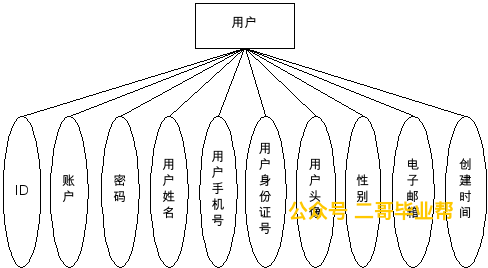 用户
ID
账户
密码
用户姓名
用户手机号
用户身份证号
用户头像
性别
电子邮箱
创建时间
公众号 二哥毕业帮